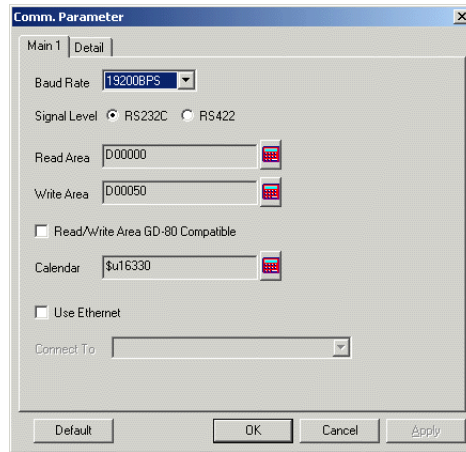 Comm. Parameter
Main 1 Detail
Baud Rate 19200BPS
Signal Level RS232C RS422
Read Area D00000
Write Area D00050
Read/Write Area GD-80 Compatible
Calendar $u16330
Use Ethernet
Connect To
Default OK Cancel Apply